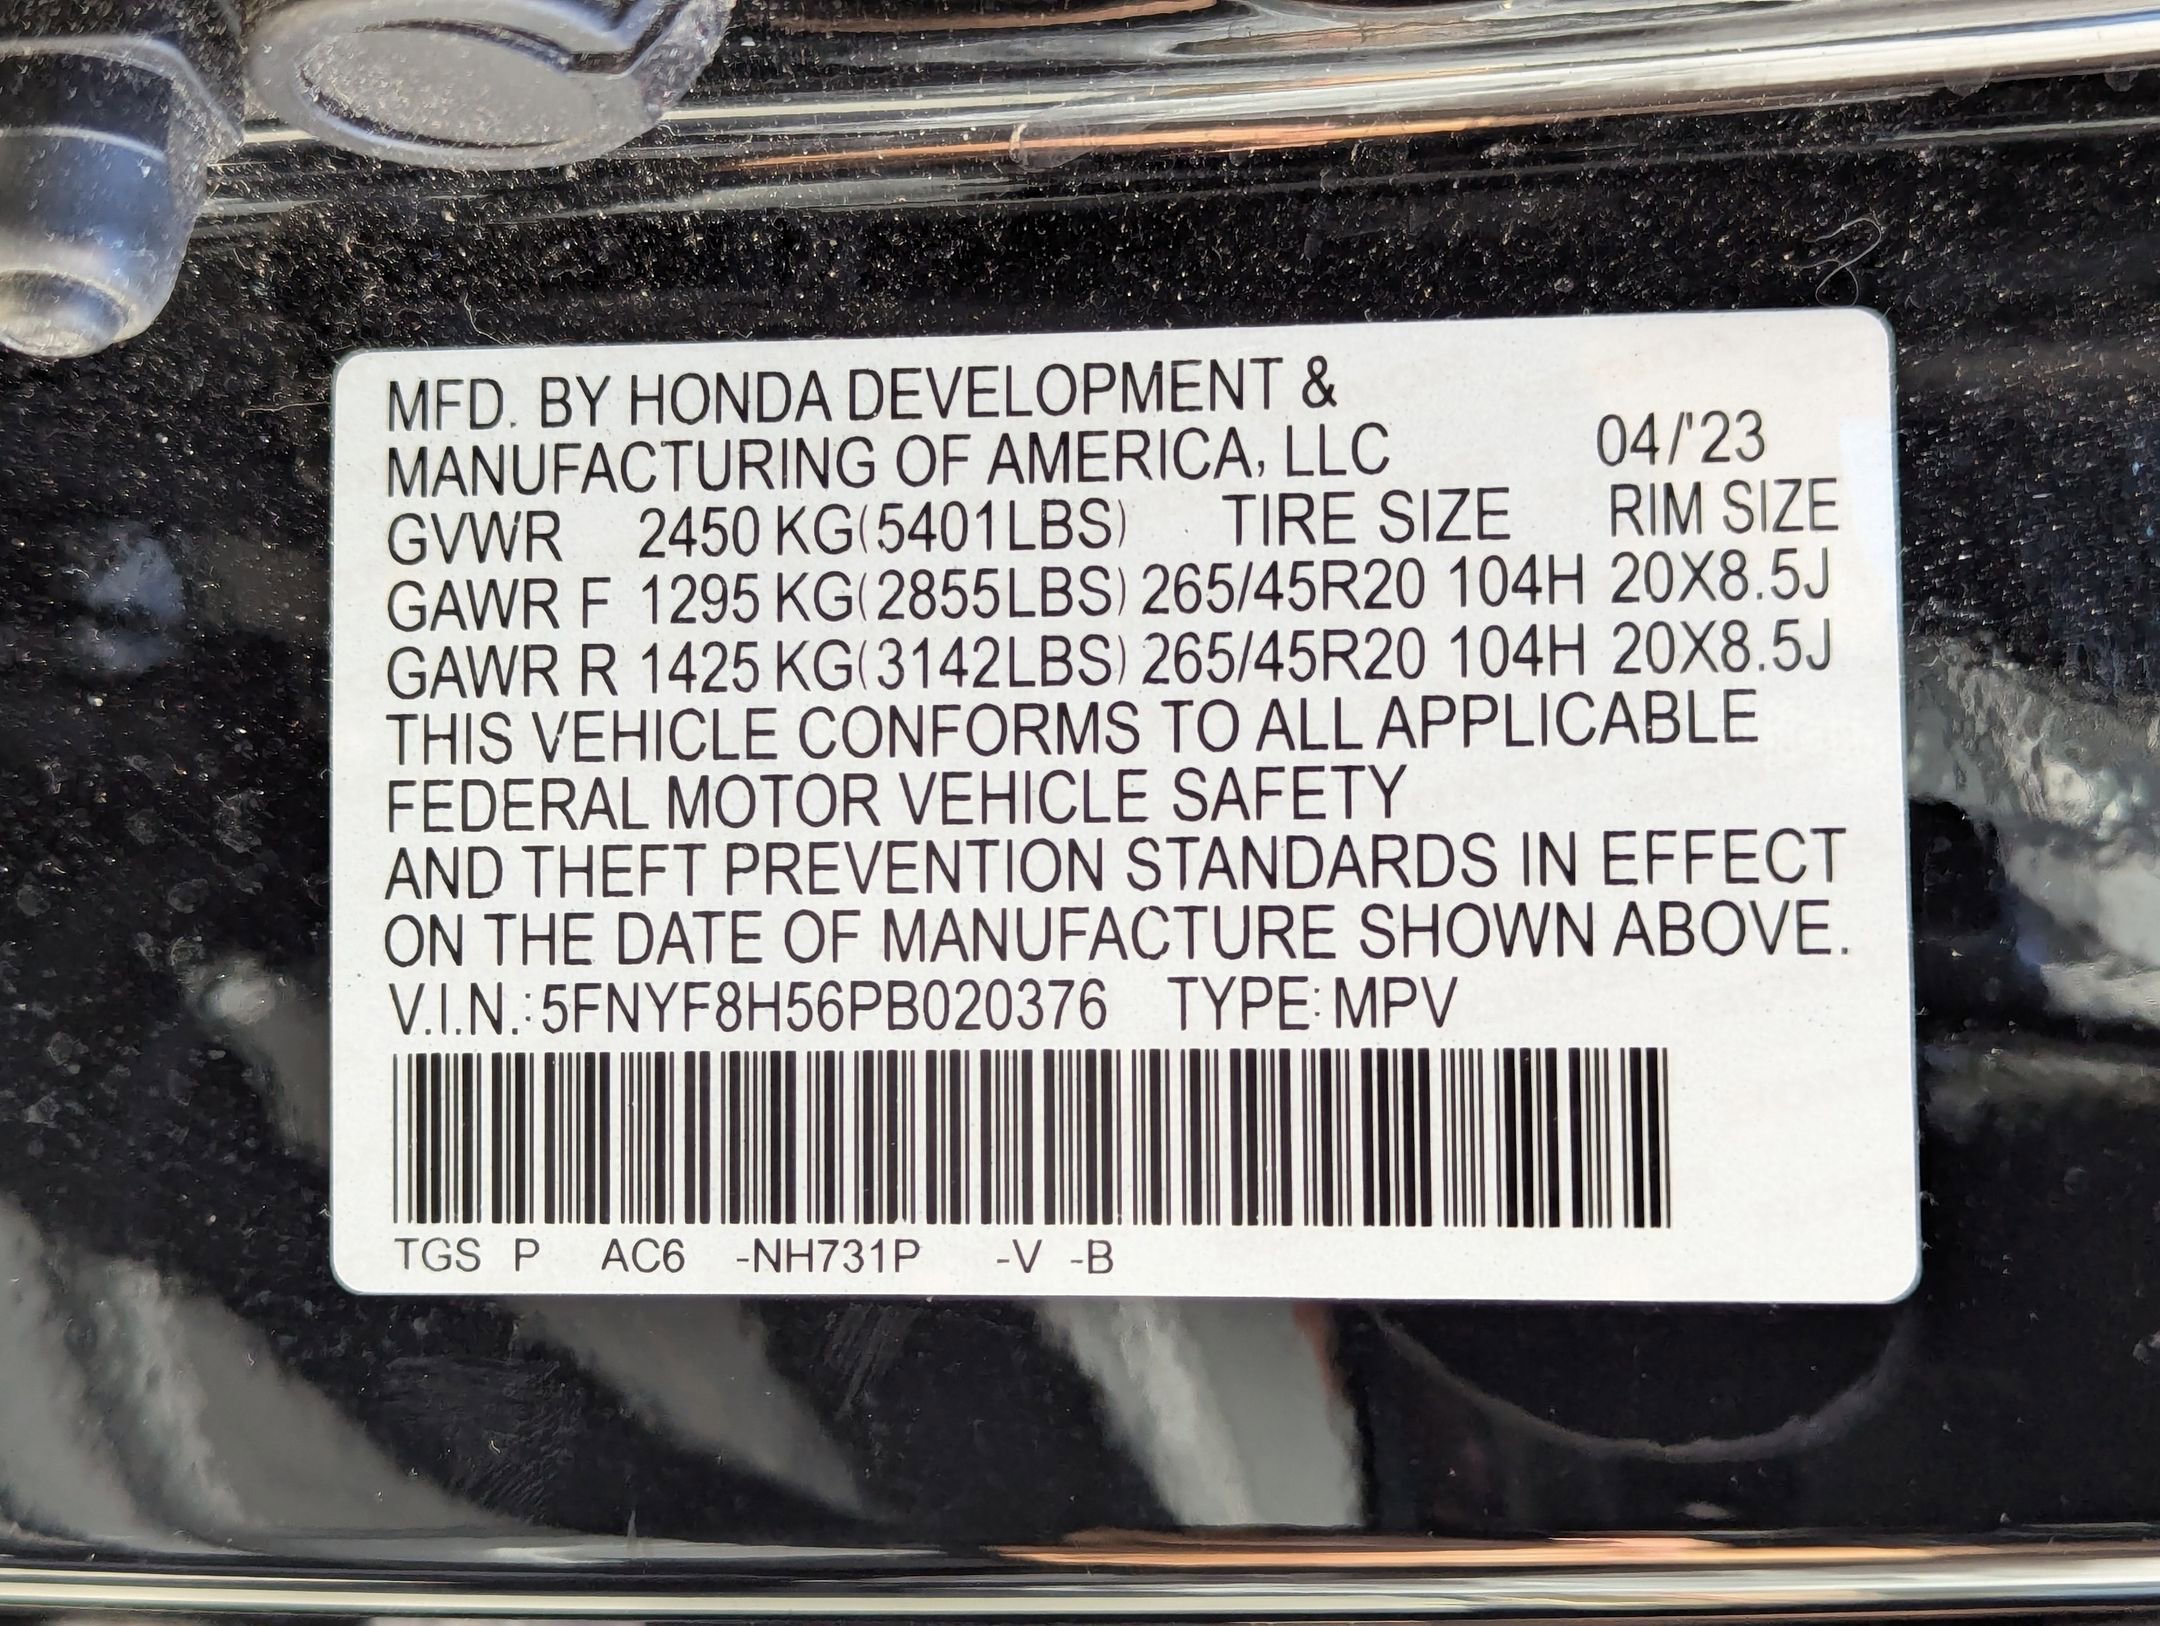 MFD. BY HONDA DEVELOPMENT &
MANUFACTURING OF AMERICA, LLC 04/'23
GVWR 2450 KG(5401LBS) TIRE SIZE RIM SIZE
GAWR F 1295 KG(2855LBS) 265/45R20 104H 20X8.5J
GAWR R 1425 KG(3142LBS) 265/45R20 104H 20X8.5J
THIS VEHICLE CONFORMS TO ALL APPLICABLE
FEDERAL MOTOR VEHICLE SAFETY
AND THEFT PREVENTION STANDARDS IN EFFECT
ON THE DATE OF MANUFACTURE SHOWN ABOVE.
V.I.N.: 5FNYF8H56PB020376 TYPE: MPV
TGS P AC6 -NH731P -V -B